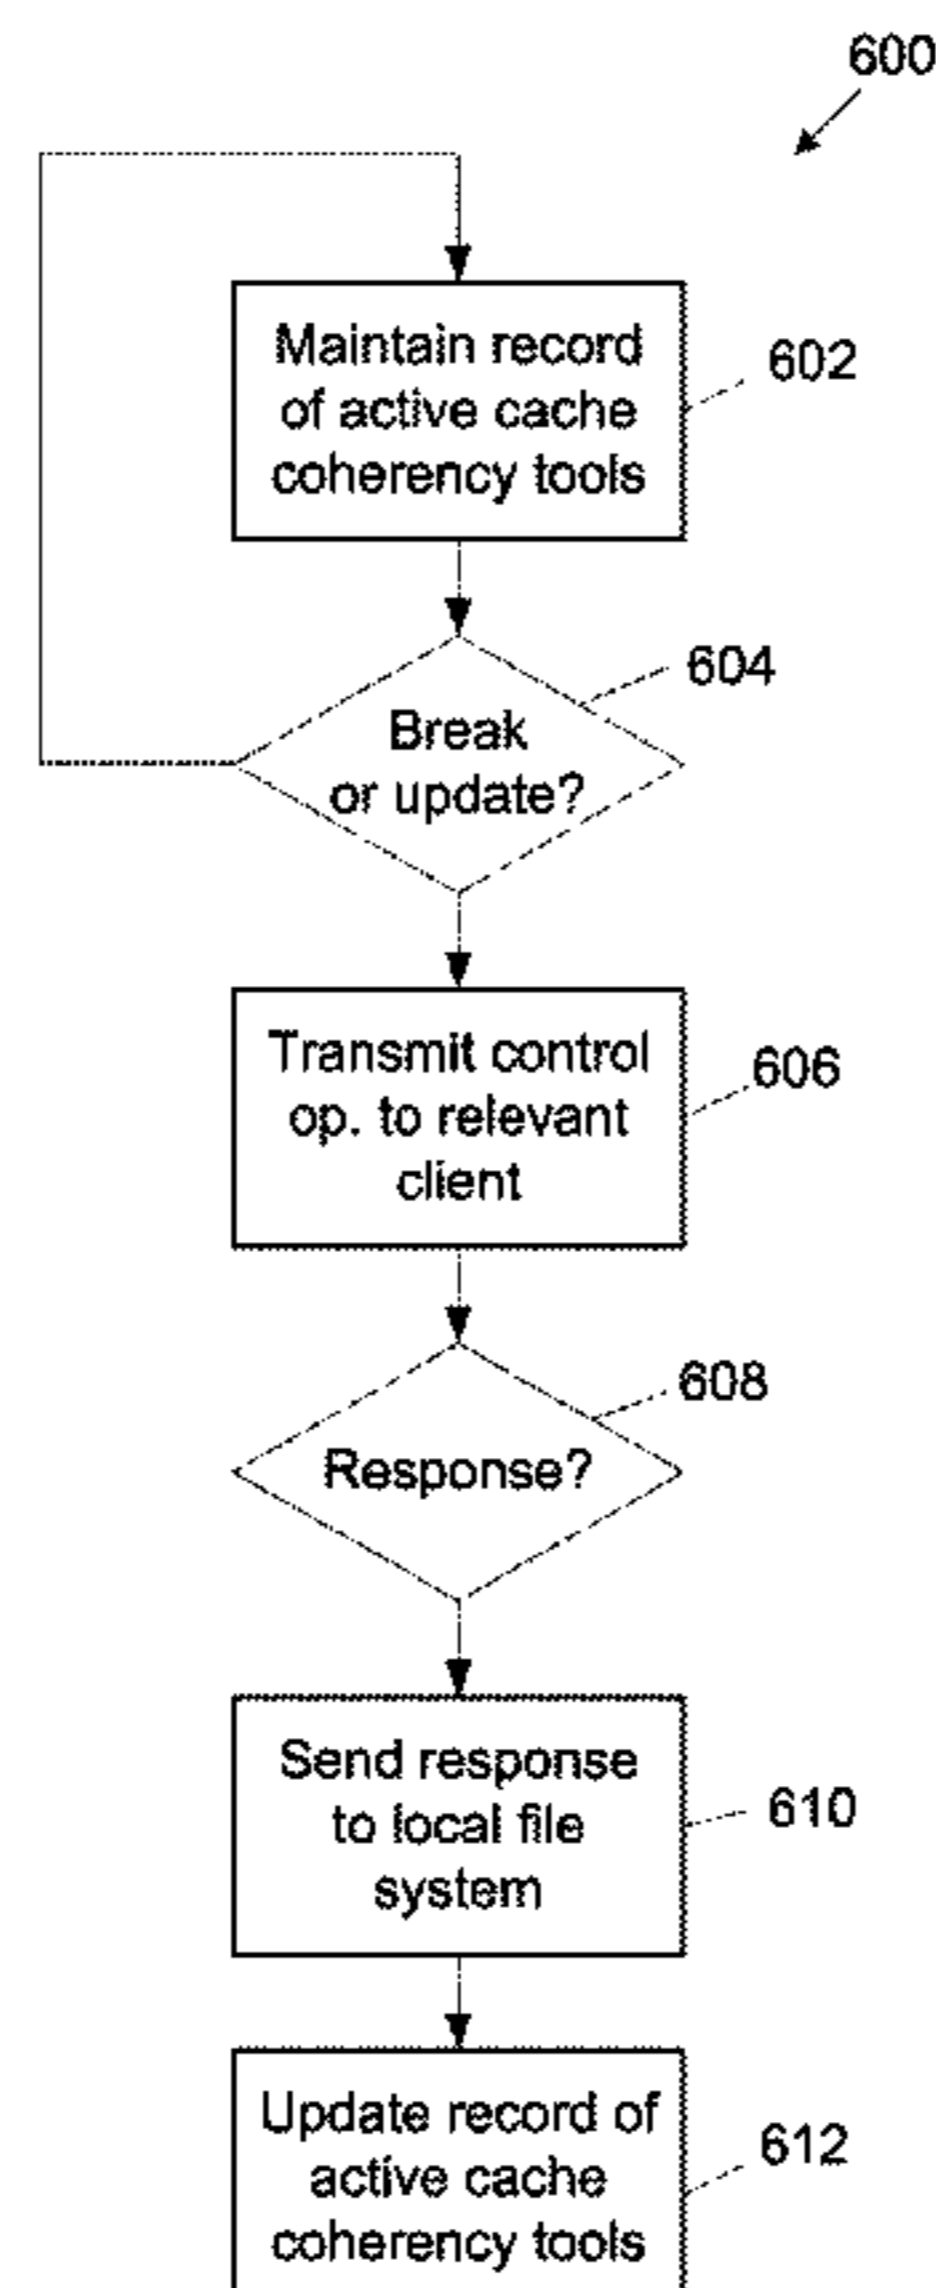 600
Maintain record
of active cache
coherency tools
602
604
Break
or update?
Transmit control
op. to relevant
client
606
608
Response?
Send response
to local file
system
610
Update record of
active cache
coherency tools
612